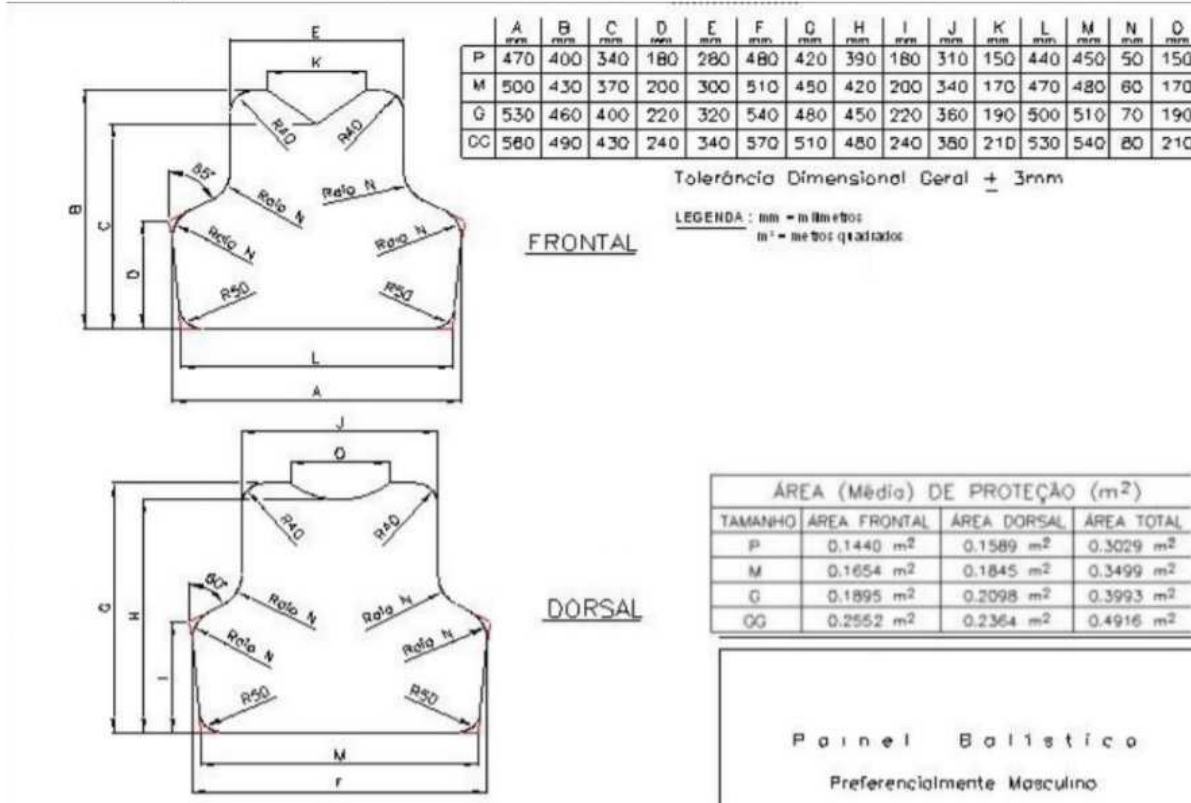 A B C D E F G H I J K L M N O
mm mm mm mm mm mm mm mm mm mm mm mm mm mm mm
P 470 400 340 180 280 480 420 390 180 310 150 440 450 50 150
M 500 430 370 200 300 510 450 420 200 340 170 470 480 60 170
G 530 460 400 220 320 540 480 450 220 360 190 500 510 70 190
GG 560 490 430 240 340 570 510 480 240 380 210 530 540 80 210
Tolerância Dimensional Geral ± 3mm
LEGENDA : mm = milímetros
m² = metros quadrados
E
K
R40 R40
85°
Raio N Raio N
B
C
D
Raio N Raio N
R50 R50
L
A
FRONTAL
J
O
R40 R40
60°
Raio N Raio N
G
H
I
Raio N Raio N
R50 R50
M
F
DORSAL
ÁREA (Média) DE PROTEÇÃO (m²)
TAMANHO ÁREA FRONTAL ÁREA DORSAL ÁREA TOTAL
P 0.1440 m² 0.1589 m² 0.3029 m²
M 0.1654 m² 0.1845 m² 0.3499 m²
G 0.1895 m² 0.2098 m² 0.3993 m²
GG 0.2552 m² 0.2364 m² 0.4916 m²
Painel Balístico
Preferencialmente Masculino